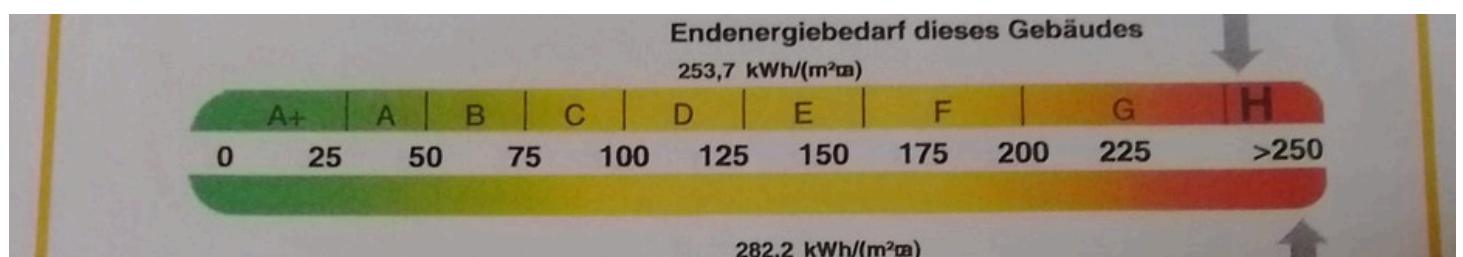 Endenergiebedarf dieses Gebäudes
253,7 kWh/(m²a)
A+ A B C D E F G H
0 25 50 75 100 125 150 175 200 225 >250
282,2 kWh/(m²a)